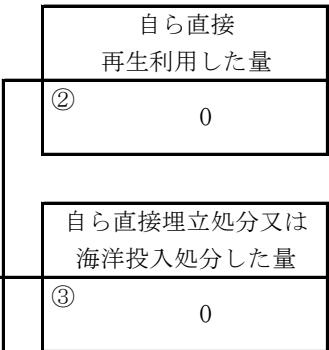 自ら直接
再生利用した量
②
0
自ら直接埋立処分又は
海洋投入処分した量
③
0